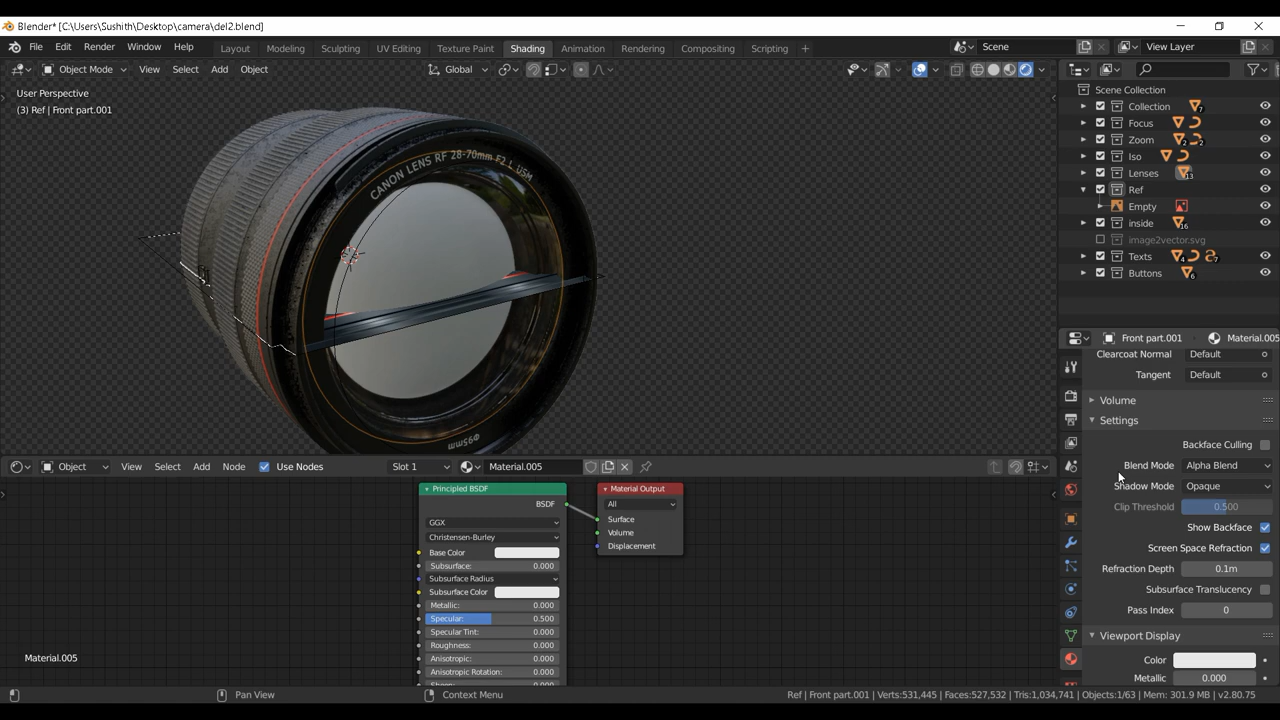 Blender* [C:\Users\Sushith\Desktop\camera\del2.blend]
File Edit Render Window Help Layout Modeling Sculpting UV Editing Texture Paint Shading Animation Rendering Compositing Scripting + Scene View Layer
Object Mode View Select Add Object Global
User Perspective
(3) Ref | Front part.001
CANON LENS RF 28-70mm F2 L USM
Φ95mm
Scene Collection
Collection 7
Focus
Zoom 2 2
Iso
Lenses 13
Ref
Empty
inside 16
image2vector.svg
Texts 4 7
Buttons 6
Front part.001 Material.005
Clearcoat Normal Default
Tangent Default
Volume
Settings
Backface Culling
Blend Mode Alpha Blend
Shadow Mode Opaque
Clip Threshold 0.500
Show Backface
Screen Space Refraction
Refraction Depth 0.1m
Subsurface Translucency
Pass Index 0
Viewport Display
Color
Metallic 0.000
Object View Select Add Node Use Nodes Slot 1 Material.005
Principled BSDF
BSDF
GGX
Christensen-Burley
Base Color
Subsurface: 0.000
Subsurface Radius
Subsurface Color
Metallic: 0.000
Specular: 0.500
Specular Tint: 0.000
Roughness: 0.000
Anisotropic: 0.000
Anisotropic Rotation: 0.000
Material Output
All
Surface
Volume
Displacement
Material.005
Pan View Context Menu Ref | Front part.001 | Verts:531,445 | Faces:527,532 | Tris:1,034,741 | Objects:1/63 | Mem: 301.9 MB | v2.80.75